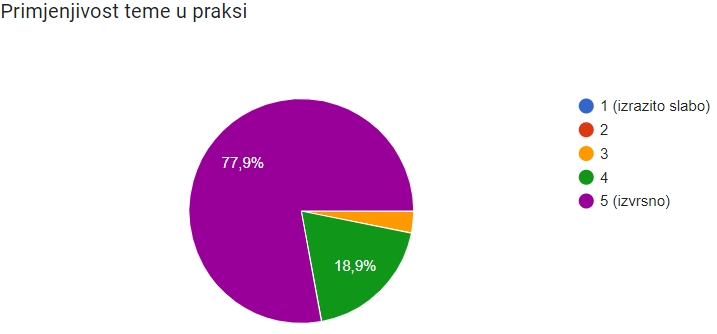 Primjenjivost teme u praksi
77,9%
18,9%
1 (izrazito slabo)
2
3
4
5 (izvrsno)